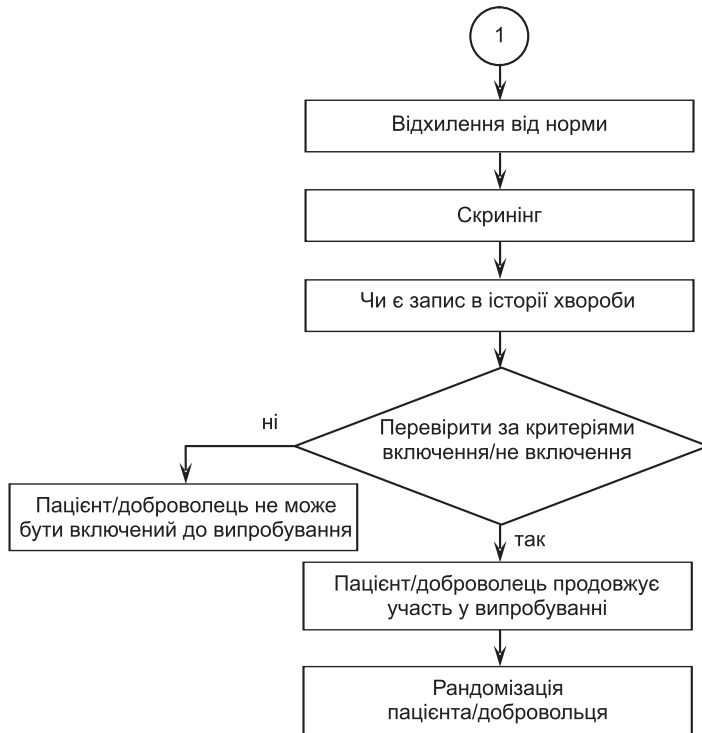 1
Відхилення від норми
Скринінг
Чи є запис в історії хвороби
ні
Перевірити за критеріями
включення/не включення
Пацієнт/доброволець не може
бути включений до випробування
так
Пацієнт/доброволець продовжує
участь у випробуванні
Рандомізація
пацієнта/добровольця